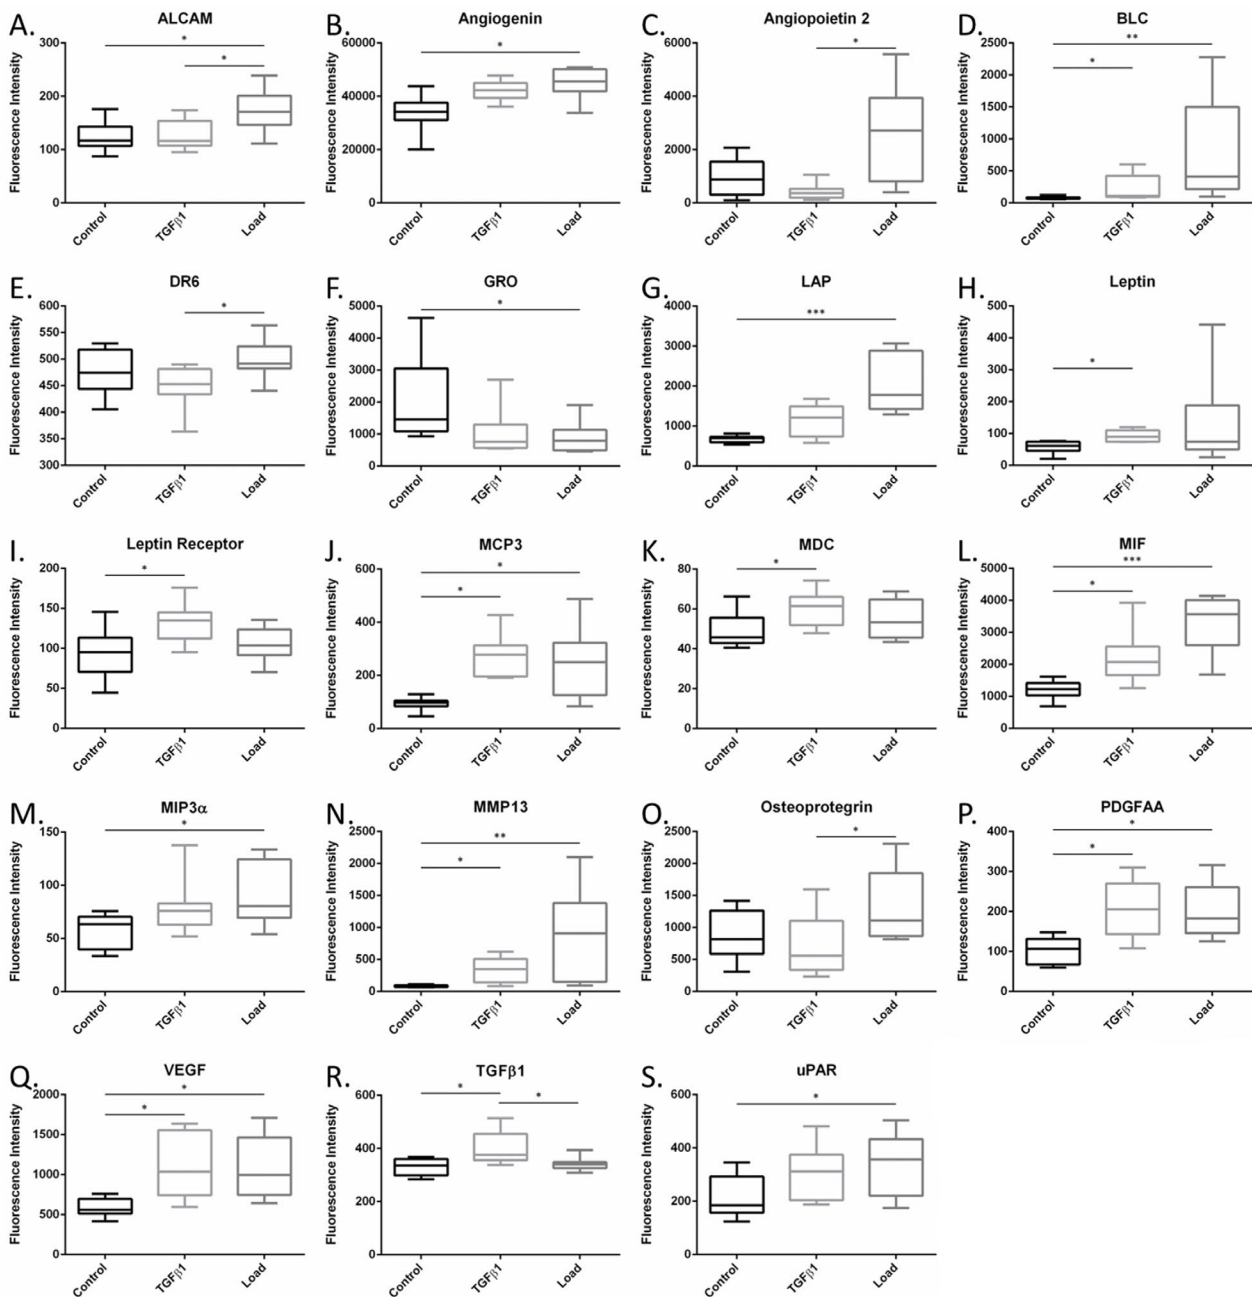 A.
ALCAM
*
*
Fluorescence Intensity
300
200
100
0
Control
TGFβ1
Load
B.
Angiogenin
*
Fluorescence Intensity
60000
40000
20000
0
Control
TGFβ1
Load
C.
Angiopoietin 2
*
Fluorescence Intensity
6000
4000
2000
0
Control
TGFβ1
Load
D.
BLC
**
*
Fluorescence Intensity
2500
2000
1500
1000
500
0
Control
TGFβ1
Load
E.
DR6
*
Fluorescence Intensity
600
550
500
450
400
350
300
Control
TGFβ1
Load
F.
GRO
*
Fluorescence Intensity
5000
4000
3000
2000
1000
0
Control
TGFβ1
Load
G.
LAP
***
Fluorescence Intensity
4000
3000
2000
1000
0
Control
TGFβ1
Load
H.
Leptin
*
Fluorescence Intensity
500
400
300
200
100
0
Control
TGFβ1
Load
I.
Leptin Receptor
*
Fluorescence Intensity
200
150
100
50
0
Control
TGFβ1
Load
J.
MCP3
*
*
Fluorescence Intensity
600
400
200
0
Control
TGFβ1
Load
K.
MDC
*
Fluorescence Intensity
80
60
40
20
0
Control
TGFβ1
Load
L.
MIF
***
*
Fluorescence Intensity
5000
4000
3000
2000
1000
0
Control
TGFβ1
Load
M.
MIP3α
*
Fluorescence Intensity
150
100
50
0
Control
TGFβ1
Load
N.
MMP13
**
*
Fluorescence Intensity
2500
2000
1500
1000
500
0
Control
TGFβ1
Load
O.
Osteoprotegrin
*
Fluorescence Intensity
2500
2000
1500
1000
500
0
Control
TGFβ1
Load
P.
PDGFAA
*
*
Fluorescence Intensity
400
300
200
100
0
Control
TGFβ1
Load
Q.
VEGF
*
*
Fluorescence Intensity
2000
1500
1000
500
0
Control
TGFβ1
Load
R.
TGFβ1
*
*
Fluorescence Intensity
600
400
200
0
Control
TGFβ1
Load
S.
uPAR
*
Fluorescence Intensity
600
400
200
0
Control
TGFβ1
Load